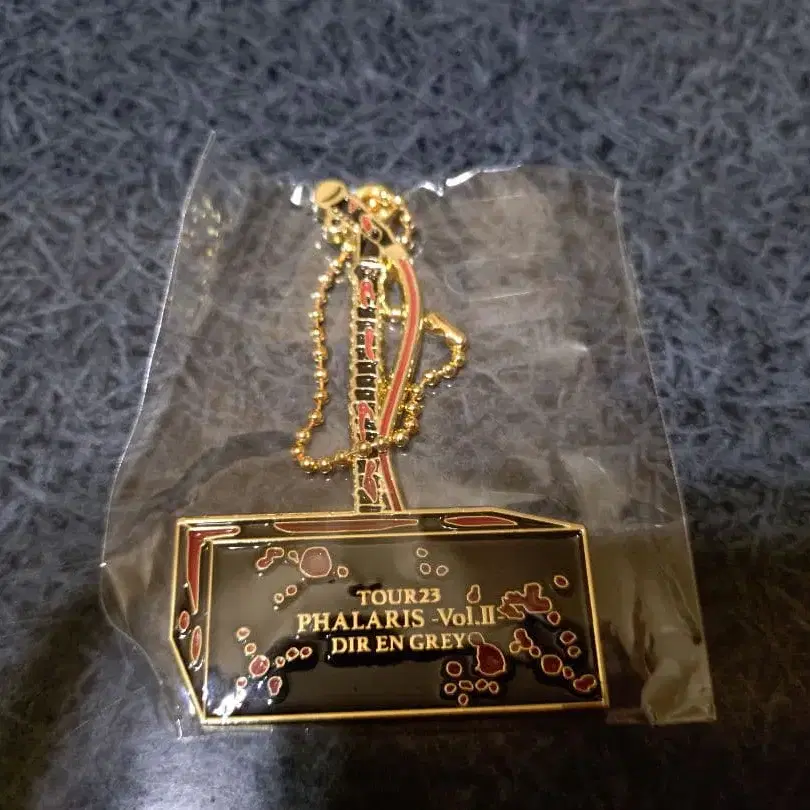 TOUR23
PHALARIS -Vol.II-
DIR EN GREY